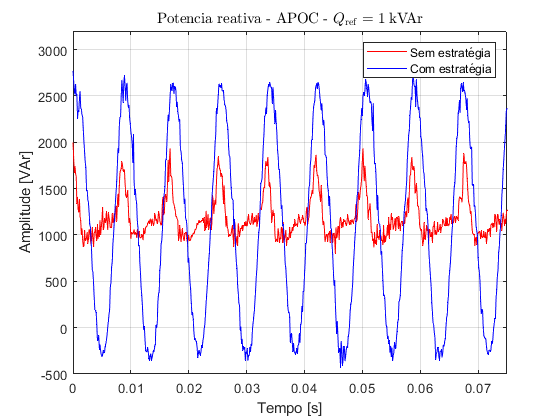 Potencia reativa - APOC - Q_ref = 1 kVAr
Sem estratégia
Com estratégia
Amplitude [VAr]
3000
2500
2000
1500
1000
500
0
-500
0 0.01 0.02 0.03 0.04 0.05 0.06 0.07
Tempo [s]